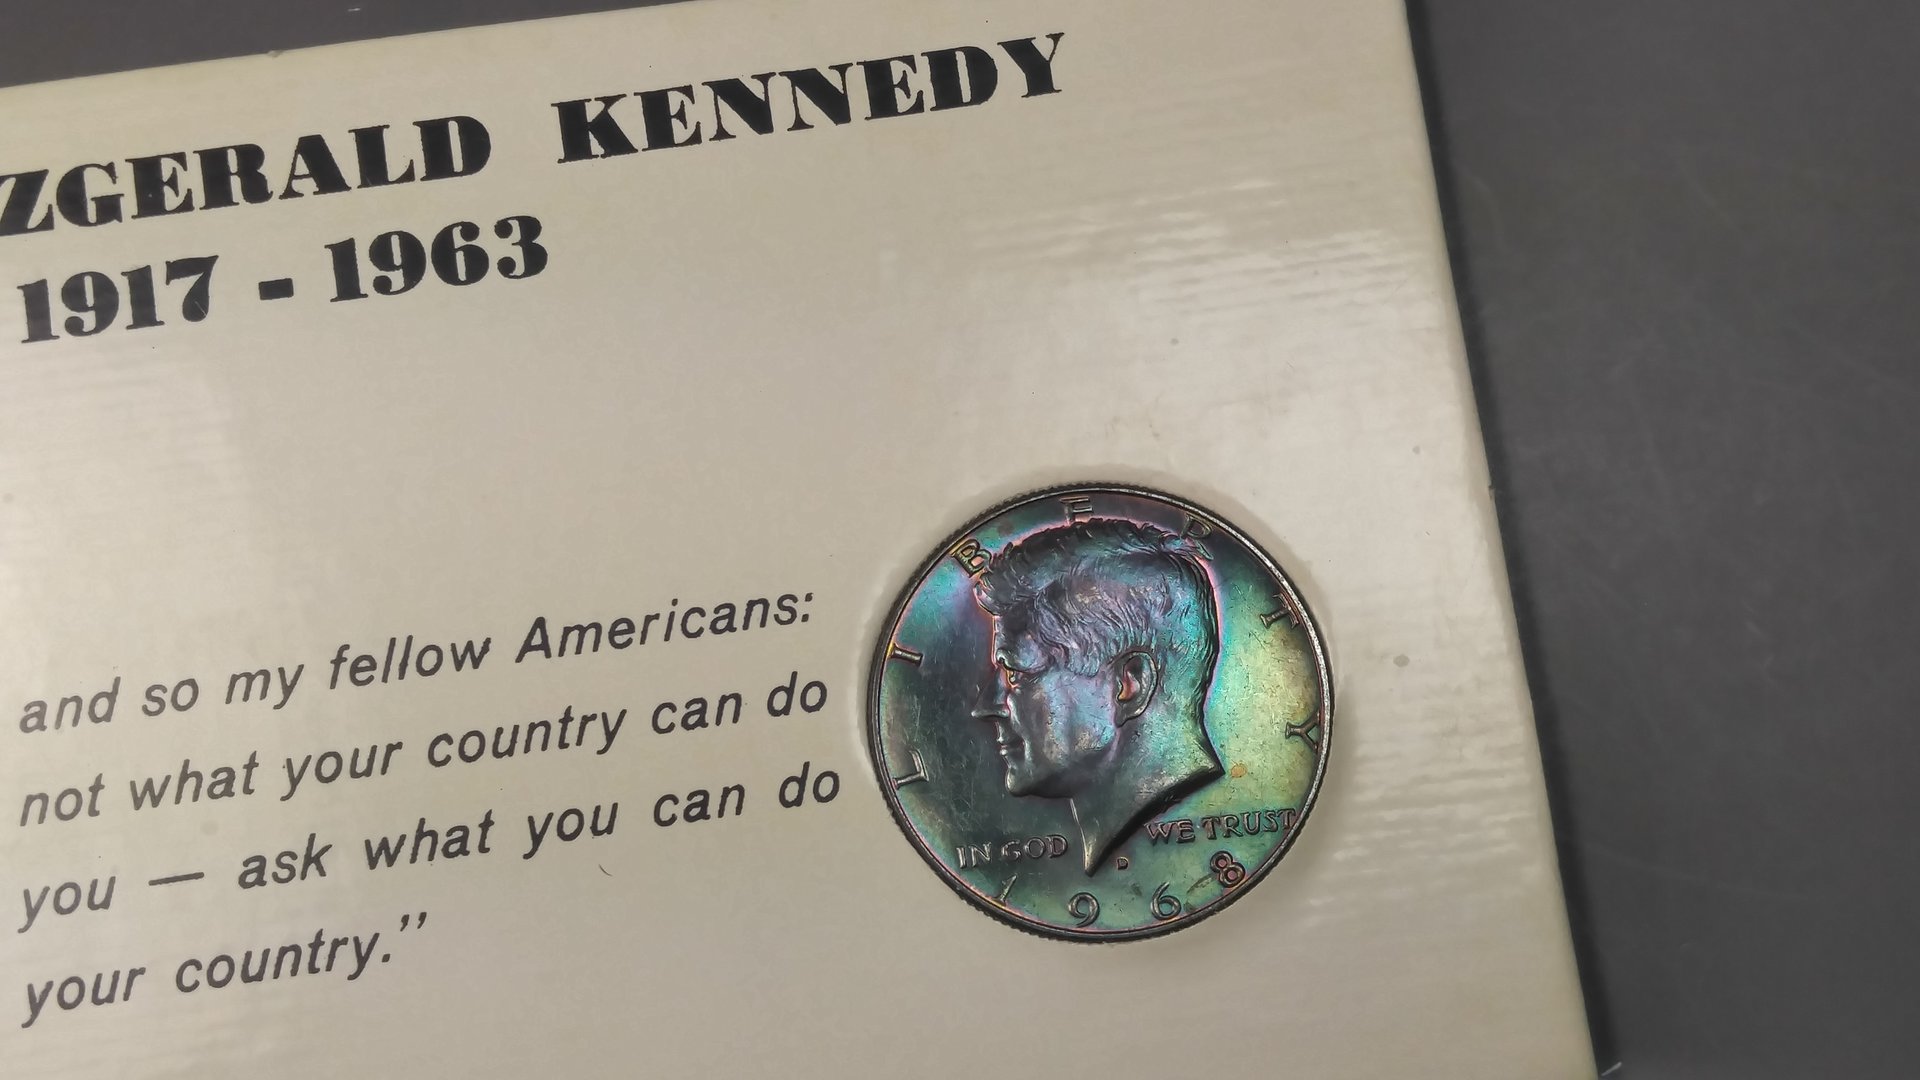 ZGERALD KENNEDY
1917 - 1963
and so my fellow Americans:
not what your country can do
you — ask what you can do
your country.”
LIBERTY
IN GOD WE TRUST
D
1968